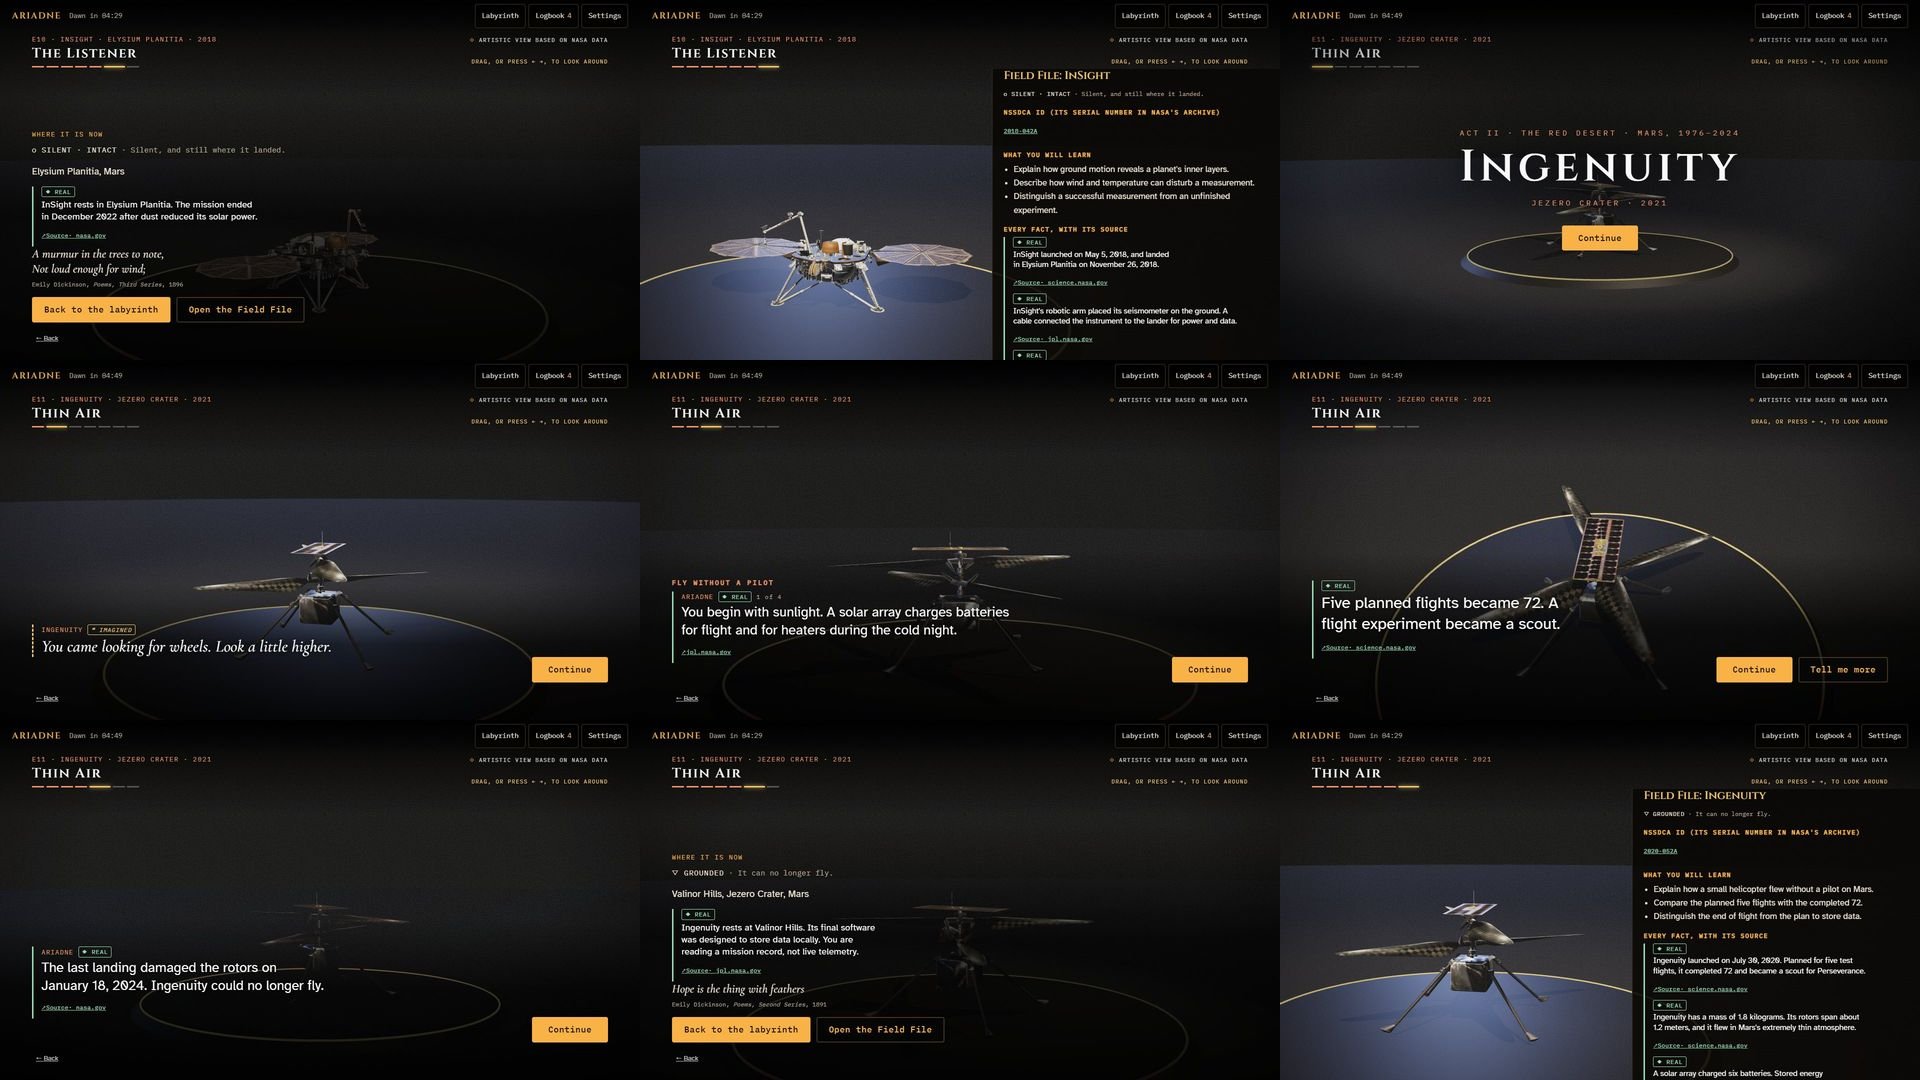 ARIADNE Dawn in 04:29
Labyrinth Logbook 4 Settings
E10 · INSIGHT · ELYSIUM PLANITIA · 2018
THE LISTENER
ARTISTIC VIEW BASED ON NASA DATA
DRAG, OR PRESS ← →, TO LOOK AROUND
WHERE IT IS NOW
SILENT · INTACT · Silent, and still where it landed.
Elysium Planitia, Mars
REAL
InSight rests in Elysium Planitia. The mission ended
in December 2022 after dust reduced its solar power.
↗Source· nasa.gov
A murmur in the trees to note,
Not loud enough for wind;
Emily Dickinson, Poems, Third Series, 1896
Back to the labyrinth Open the Field File
← Back
ARIADNE Dawn in 04:29
Labyrinth Logbook 4 Settings
E10 · INSIGHT · ELYSIUM PLANITIA · 2018
THE LISTENER
ARTISTIC VIEW BASED ON NASA DATA
DRAG, OR PRESS ← →, TO LOOK AROUND
FIELD FILE: INSIGHT
SILENT · INTACT · Silent, and still where it landed.
NSSDCA ID (ITS SERIAL NUMBER IN NASA'S ARCHIVE)
2018-042A
WHAT YOU WILL LEARN
• Explain how ground motion reveals a planet's inner layers.
• Describe how wind and temperature can disturb a measurement.
• Distinguish a successful measurement from an unfinished
experiment.
EVERY FACT, WITH ITS SOURCE
REAL
InSight launched on May 5, 2018, and landed
in Elysium Planitia on November 26, 2018.
↗Source· science.nasa.gov
REAL
InSight's robotic arm placed its seismometer on the ground. A
cable connected the instrument to the lander for power and data.
↗Source· jpl.nasa.gov
REAL
ARIADNE Dawn in 04:49
Labyrinth Logbook 4 Settings
E11 · INGENUITY · JEZERO CRATER · 2021
THIN AIR
ARTISTIC VIEW BASED ON NASA DATA
DRAG, OR PRESS ← →, TO LOOK AROUND
ACT II · THE RED DESERT · MARS, 1976–2024
INGENUITY
JEZERO CRATER · 2021
Continue
ARIADNE Dawn in 04:49
Labyrinth Logbook 4 Settings
E11 · INGENUITY · JEZERO CRATER · 2021
THIN AIR
ARTISTIC VIEW BASED ON NASA DATA
DRAG, OR PRESS ← →, TO LOOK AROUND
INGENUITY IMAGINED
You came looking for wheels. Look a little higher.
Continue
← Back
ARIADNE Dawn in 04:49
Labyrinth Logbook 4 Settings
E11 · INGENUITY · JEZERO CRATER · 2021
THIN AIR
ARTISTIC VIEW BASED ON NASA DATA
DRAG, OR PRESS ← →, TO LOOK AROUND
FLY WITHOUT A PILOT
ARIADNE REAL 1 of 4
You begin with sunlight. A solar array charges batteries
for flight and for heaters during the cold night.
↗jpl.nasa.gov
Continue
← Back
ARIADNE Dawn in 04:49
Labyrinth Logbook 4 Settings
E11 · INGENUITY · JEZERO CRATER · 2021
THIN AIR
ARTISTIC VIEW BASED ON NASA DATA
DRAG, OR PRESS ← →, TO LOOK AROUND
REAL
Five planned flights became 72. A
flight experiment became a scout.
↗Source· science.nasa.gov
Continue Tell me more
← Back
ARIADNE Dawn in 04:49
Labyrinth Logbook 4 Settings
E11 · INGENUITY · JEZERO CRATER · 2021
THIN AIR
ARTISTIC VIEW BASED ON NASA DATA
DRAG, OR PRESS ← →, TO LOOK AROUND
ARIADNE REAL
The last landing damaged the rotors on
January 18, 2024. Ingenuity could no longer fly.
↗Source· nasa.gov
Continue
← Back
ARIADNE Dawn in 04:29
Labyrinth Logbook 4 Settings
E11 · INGENUITY · JEZERO CRATER · 2021
THIN AIR
ARTISTIC VIEW BASED ON NASA DATA
DRAG, OR PRESS ← →, TO LOOK AROUND
WHERE IT IS NOW
GROUNDED · It can no longer fly.
Valinor Hills, Jezero Crater, Mars
REAL
Ingenuity rests at Valinor Hills. Its final software
was designed to store data locally. You are
reading a mission record, not live telemetry.
↗Source· jpl.nasa.gov
Hope is the thing with feathers
Emily Dickinson, Poems, Second Series, 1891
Back to the labyrinth Open the Field File
← Back
ARIADNE Dawn in 04:29
Labyrinth Logbook 4 Settings
E11 · INGENUITY · JEZERO CRATER · 2021
THIN AIR
ARTISTIC VIEW BASED ON NASA DATA
DRAG, OR PRESS ← →, TO LOOK AROUND
FIELD FILE: INGENUITY
GROUNDED · It can no longer fly.
NSSDCA ID (ITS SERIAL NUMBER IN NASA'S ARCHIVE)
2020-052A
WHAT YOU WILL LEARN
• Explain how a small helicopter flew without a pilot on Mars.
• Compare the planned five flights with the completed 72.
• Distinguish the end of flight from the plan to store data.
EVERY FACT, WITH ITS SOURCE
REAL
Ingenuity launched on July 30, 2020. Planned for five test
flights, it completed 72 and became a scout for Perseverance.
↗Source· science.nasa.gov
REAL
Ingenuity has a mass of 1.8 kilograms. Its rotors span about
1.2 meters, and it flew in Mars's extremely thin atmosphere.
↗Source· science.nasa.gov
REAL
A solar array charged six batteries. Stored energy